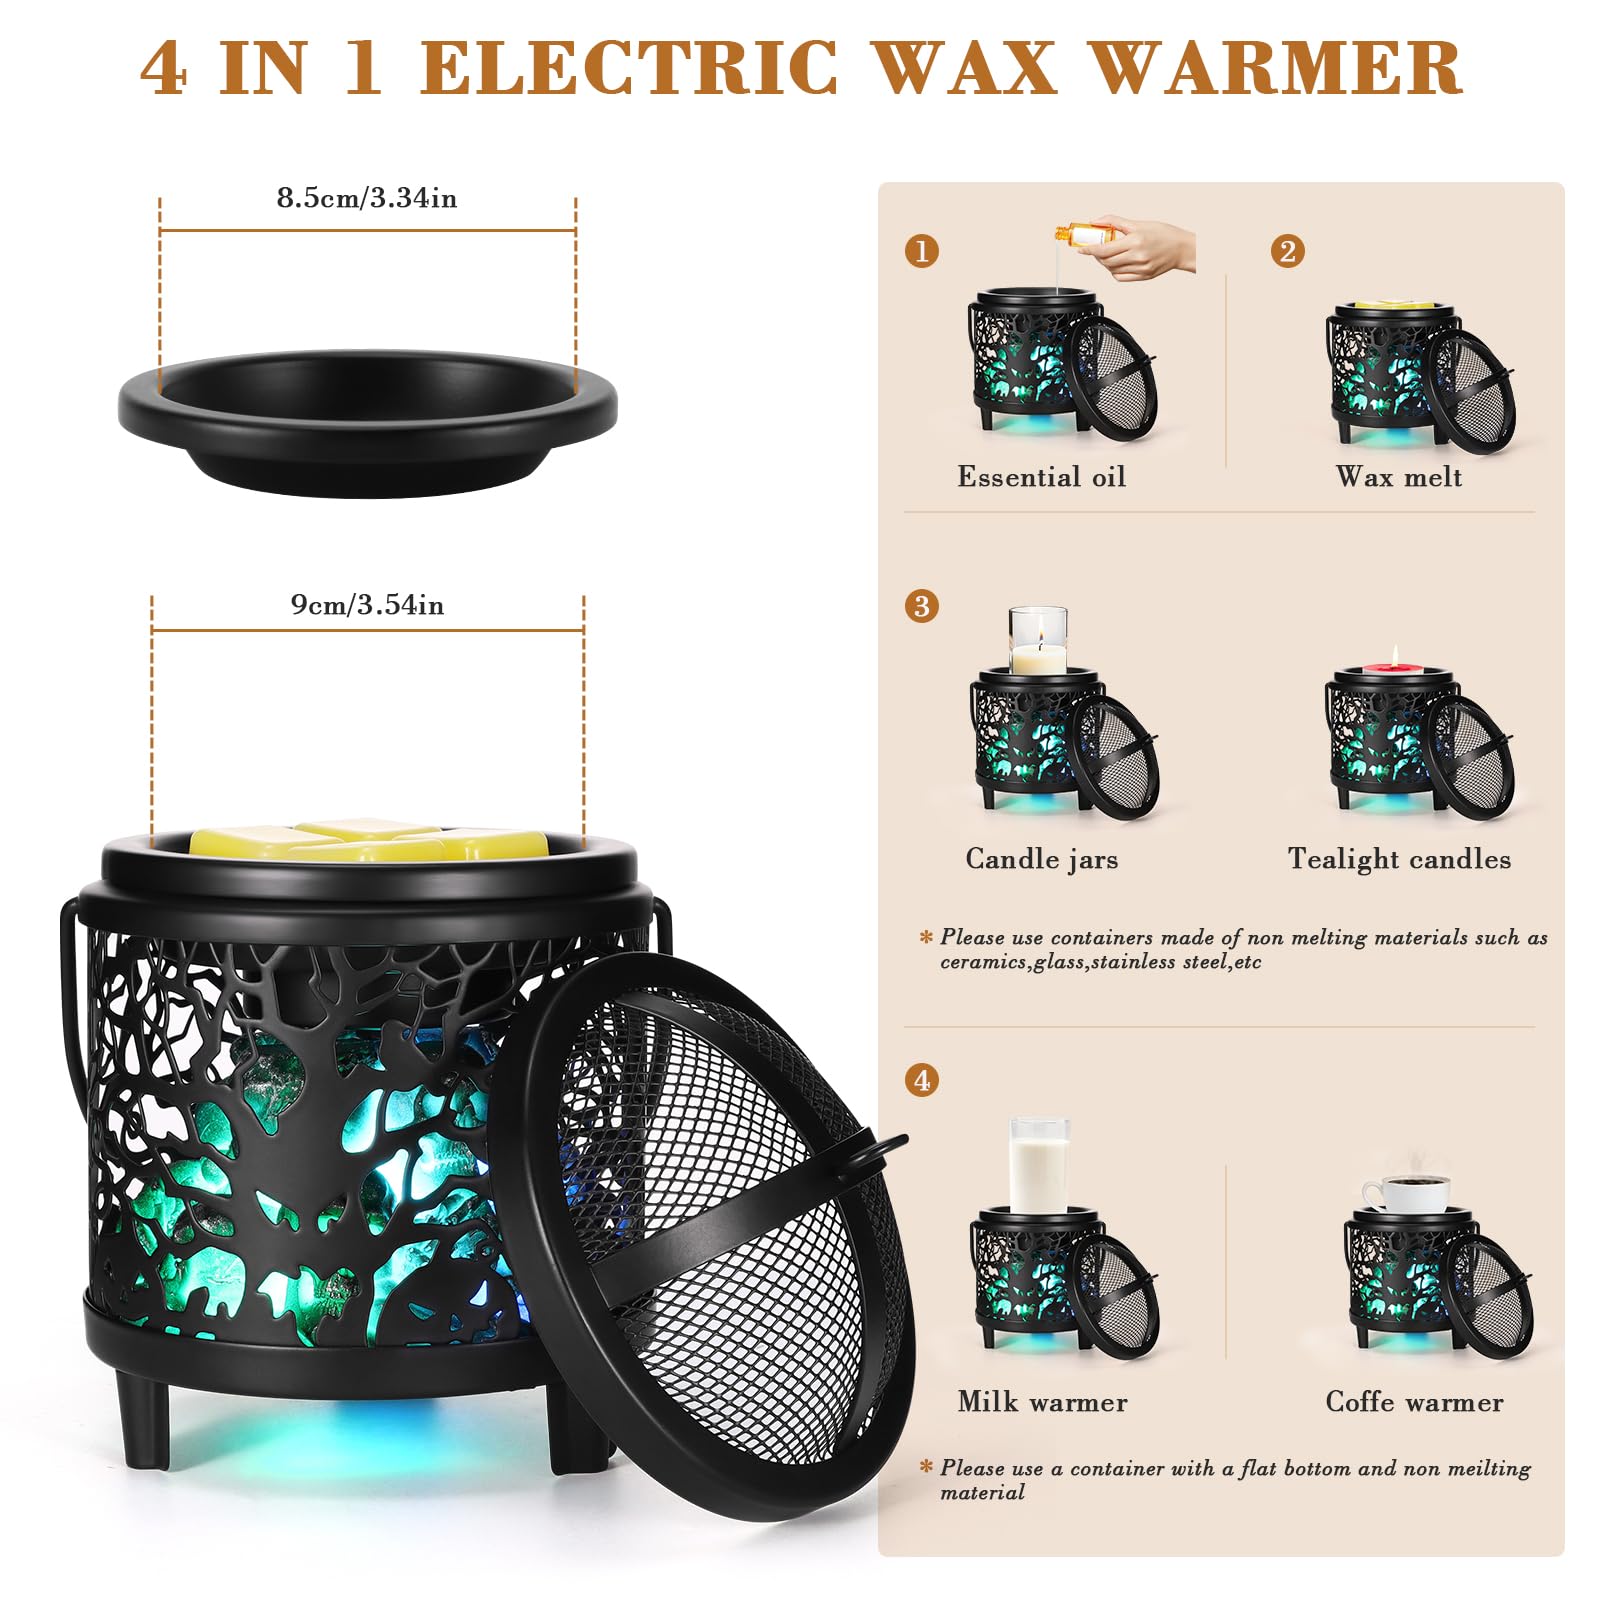 4 IN 1 ELECTRIC WAX WARMER
8.5cm/3.34in
9cm/3.54in
1
2
Essential oil
Wax melt
3
Candle jars
Tealight candles
* Please use containers made of non melting materials such as
ceramics,glass,stainless steel,etc
4
Milk warmer
Coffe warmer
* Please use a container with a flat bottom and non meilting
material